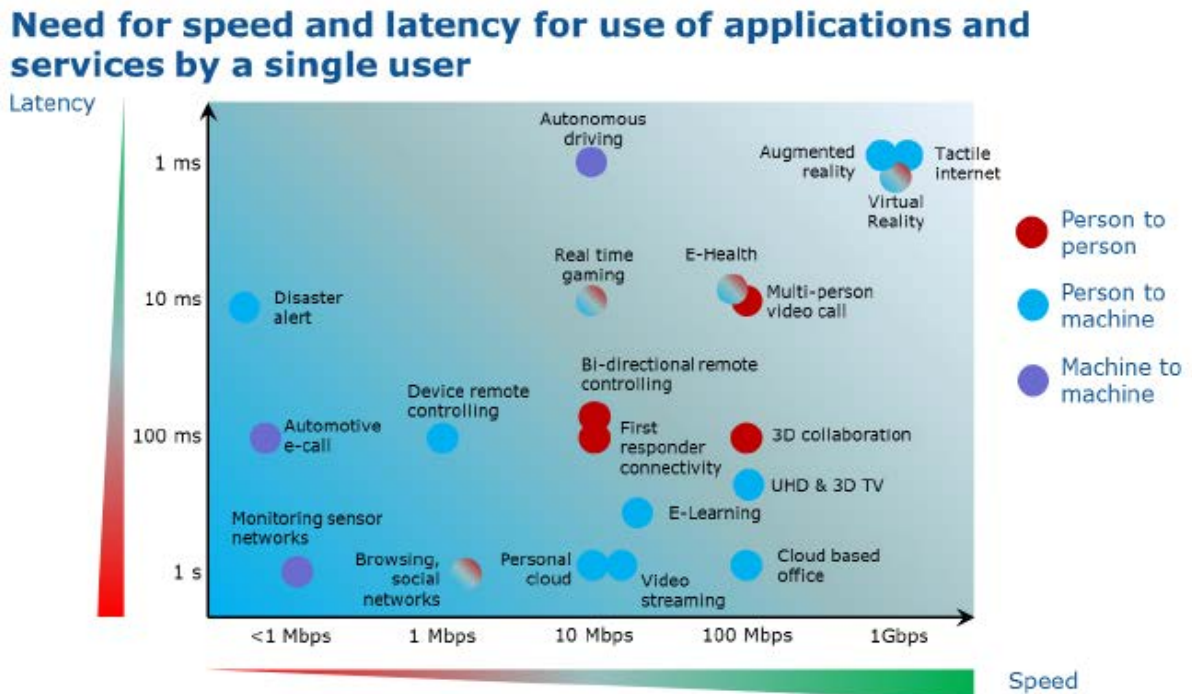 Need for speed and latency for use of applications and
services by a single user
Latency
Autonomous
driving
1 ms
Augmented
reality
Tactile
internet
Virtual
Reality
Person to
person
Real time
gaming
E-Health
10 ms
Disaster
alert
Multi-person
video call
Person to
machine
Bi-directional remote
controlling
Machine to
machine
Device remote
controlling
100 ms
Automotive
e-call
First
responder
connectivity
3D collaboration
UHD & 3D TV
E-Learning
Monitoring sensor
networks
1 s
Browsing,
social
networks
Personal
cloud
Video
streaming
Cloud based
office
<1 Mbps
1 Mbps
10 Mbps
100 Mbps
1Gbps
Speed